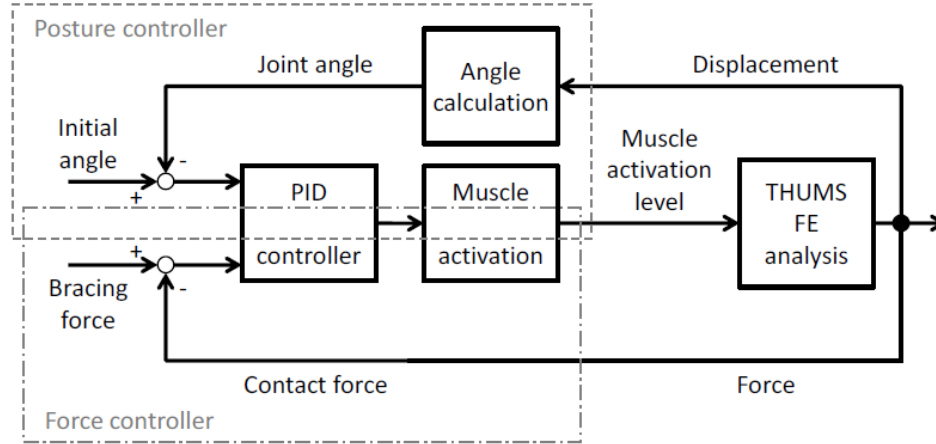 Posture controller
Joint angle
Angle
calculation
Displacement
Initial
angle
-
+
PID
controller
Muscle
activation
Muscle
activation
level
THUMS
FE
analysis
+
-
Bracing
force
Contact force
Force
Force controller